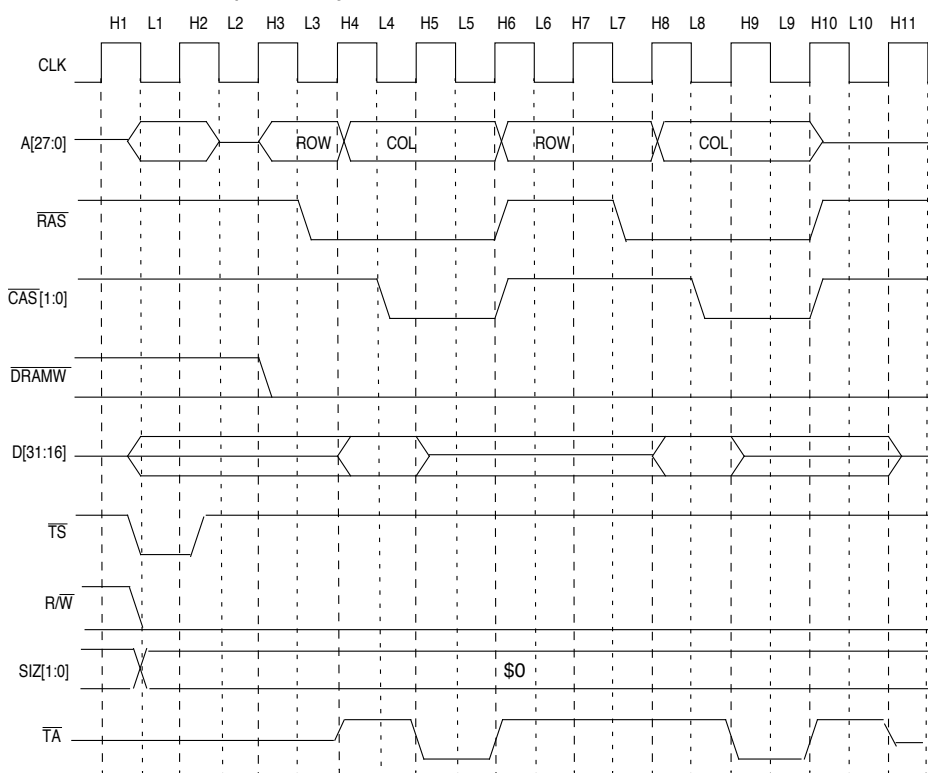 H1 L1 H2 L2 H3 L3 H4 L4 H5 L5 H6 L6 H7 L7 H8 L8 H9 L9 H10 L10 H11
CLK
A[27:0] ROW COL ROW COL
RAS
CAS[1:0]
DRAMW
D[31:16]
TS
R/W
SIZ[1:0] $0
TA